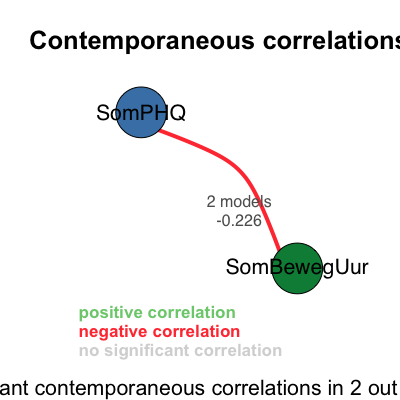 Contemporaneous correlations
SomPHQ
2 models
-0.226
SomBewegUur
positive correlation
negative correlation
no significant correlation
ant contemporaneous correlations in 2 out